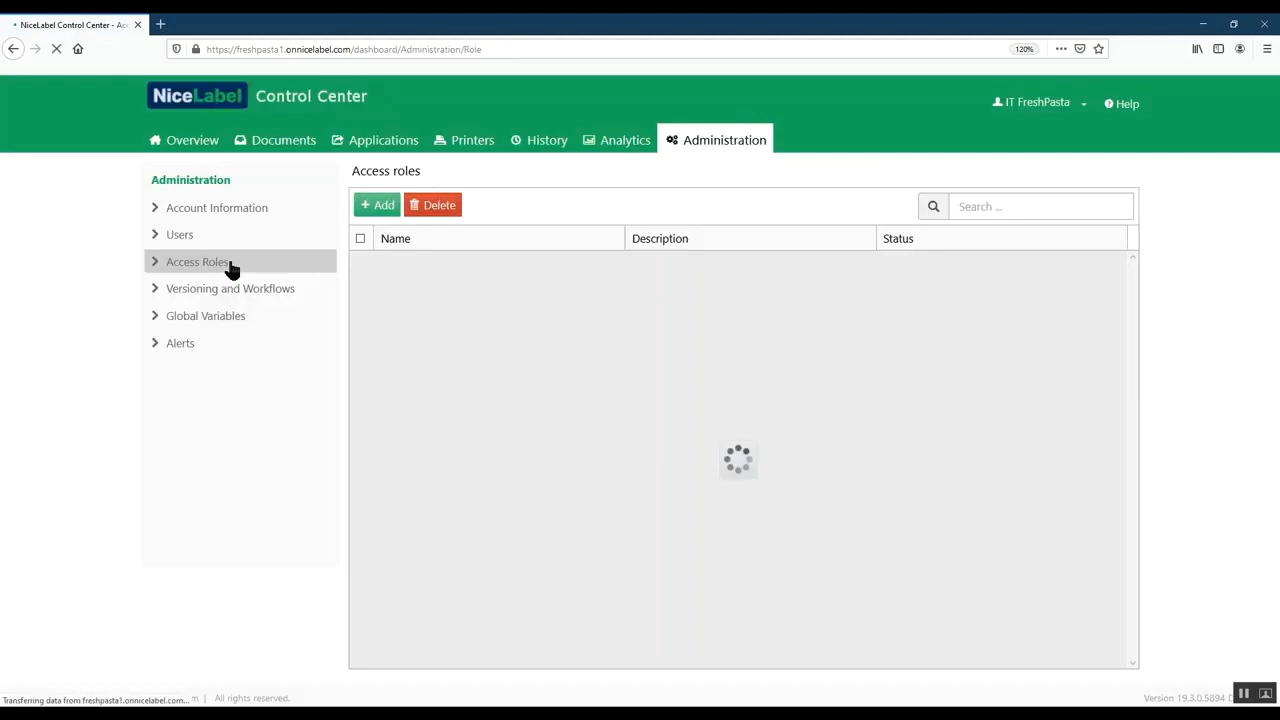 NiceLabel Control Center - Acc
https://freshpasta1.onnicelabel.com/dashboard/Administration/Role
120%
NiceLabel Control Center
IT FreshPasta
Help
Overview
Documents
Applications
Printers
History
Analytics
Administration
Administration
Account Information
Users
Access Roles
Versioning and Workflows
Global Variables
Alerts
Access roles
+ Add
Delete
Search ...
Name
Description
Status
Transferring data from freshpasta1.onnicelabel.com...
m | All rights reserved.
Version 19.3.0.5894 D